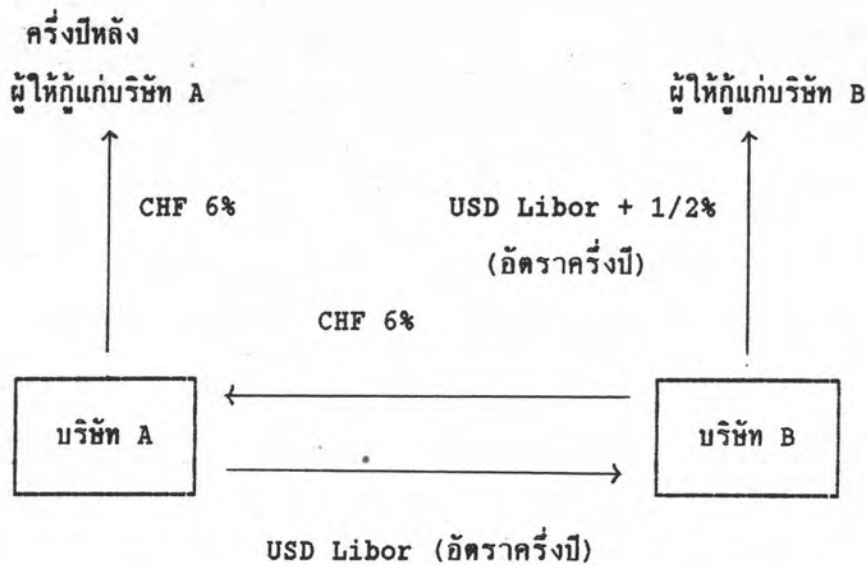 ครึ่งปีหลัง
ผู้ให้กู้แก่บริษัท A
ผู้ให้กู้แก่บริษัท B
CHF 6%
USD Libor + 1/2%
(อัตราครึ่งปี)
CHF 6%
บริษัท A
บริษัท B
USD Libor (อัตราครึ่งปี)